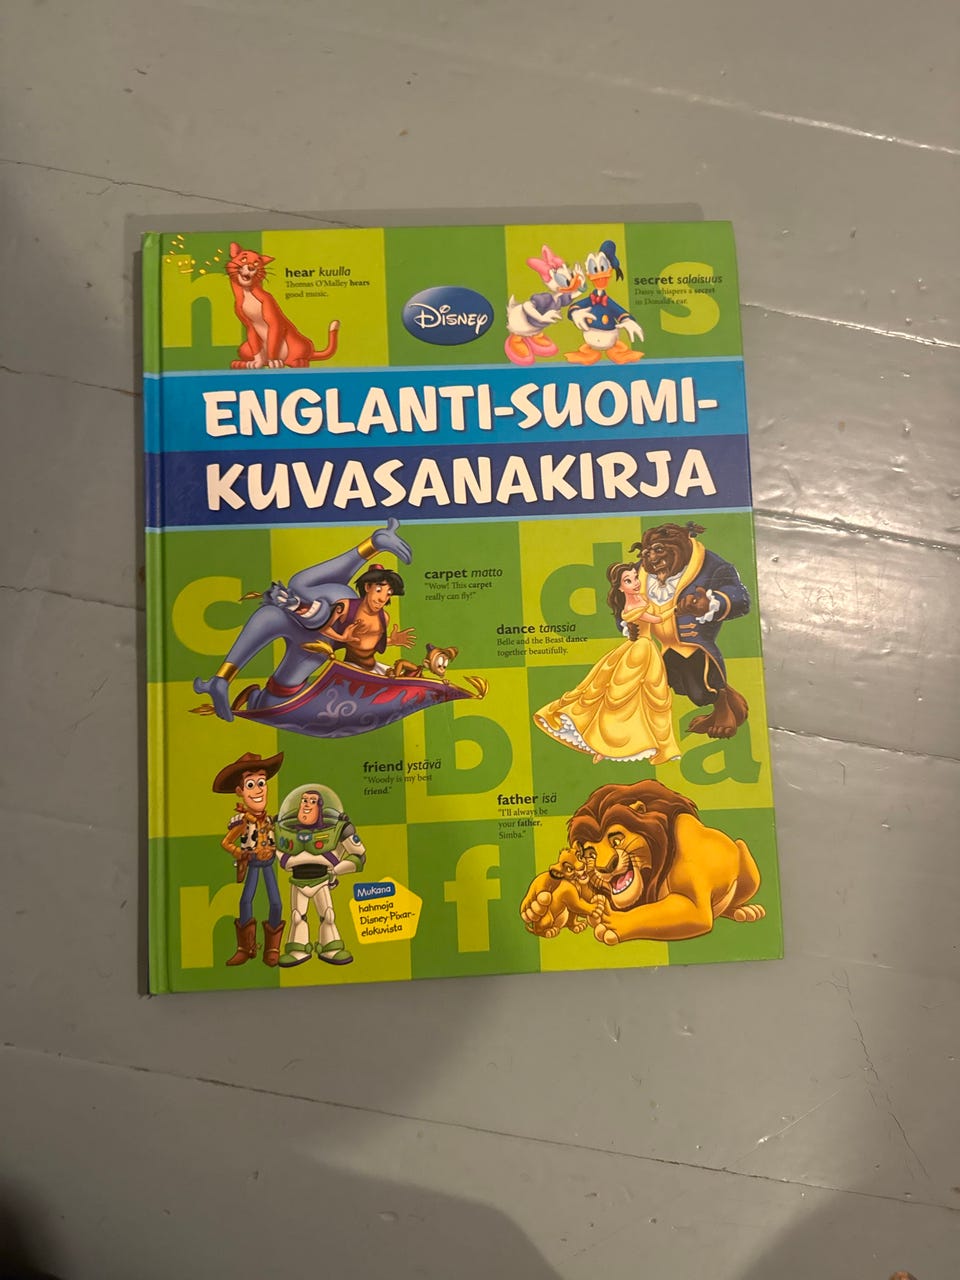 hear kuulla
Thomas O'Malley hears
good music.
Disney
secret salaisuus
Daisy whispers a secret
in Donald's ear.
h
s
ENGLANTI-SUOMI-
KUVASANAKIRJA
c
d
carpet matto
"Wow! This carpet
really can fly!"
dance tanssia
Belle and the Beast dance
together beautifully.
b
a
friend ystävä
"Woody is my best
friend."
father isä
"I'll always be
your father,
Simba."
n
f
Mukana
hahmoja
Disney-Pixar-
elokuvista